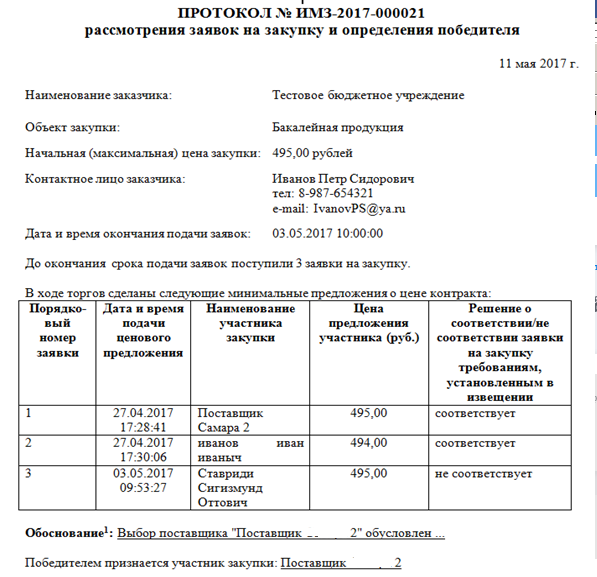 ПРОТОКОЛ № ИМЗ-2017-000021
рассмотрения заявок на закупку и определения победителя
11 мая 2017 г.
Наименование заказчика: Тестовое бюджетное учреждение
Объект закупки: Бакалейная продукция
Начальная (максимальная) цена закупки: 495,00 рублей
Контактное лицо заказчика: Иванов Петр Сидорович
тел: 8-987-654321
e-mail: IvanovPS@ya.ru
Дата и время окончания подачи заявок: 03.05.2017 10:00:00
До окончания срока подачи заявок поступили 3 заявки на закупку.
В ходе торгов сделаны следующие минимальные предложения о цене контракта:
Порядко-
вый
номер
заявки
Дата и время
подачи
ценового
предложения
Наименование
участника
закупки
Цена
предложения
участника (руб.)
Решение о
соответствии/не
соответствии заявки
на закупку
требованиям,
установленным в
извещении
1
27.04.2017
17:28:41
Поставщик
Самара 2
495,00
соответствует
2
27.04.2017
17:30:06
иванов иван
иваныч
494,00
соответствует
3
03.05.2017
09:53:27
Ставриди
Сигизмунд
Оттович
495,00
не соответствует
Обоснование1: Выбор поставщика "Поставщик 2" обусловлен ...
Победителем признается участник закупки: Поставщик 2